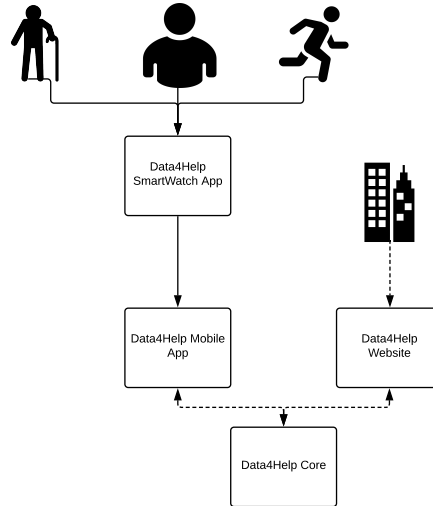 Data4Help
SmartWatch App
Data4Help Mobile
App
Data4Help
Website
Data4Help Core